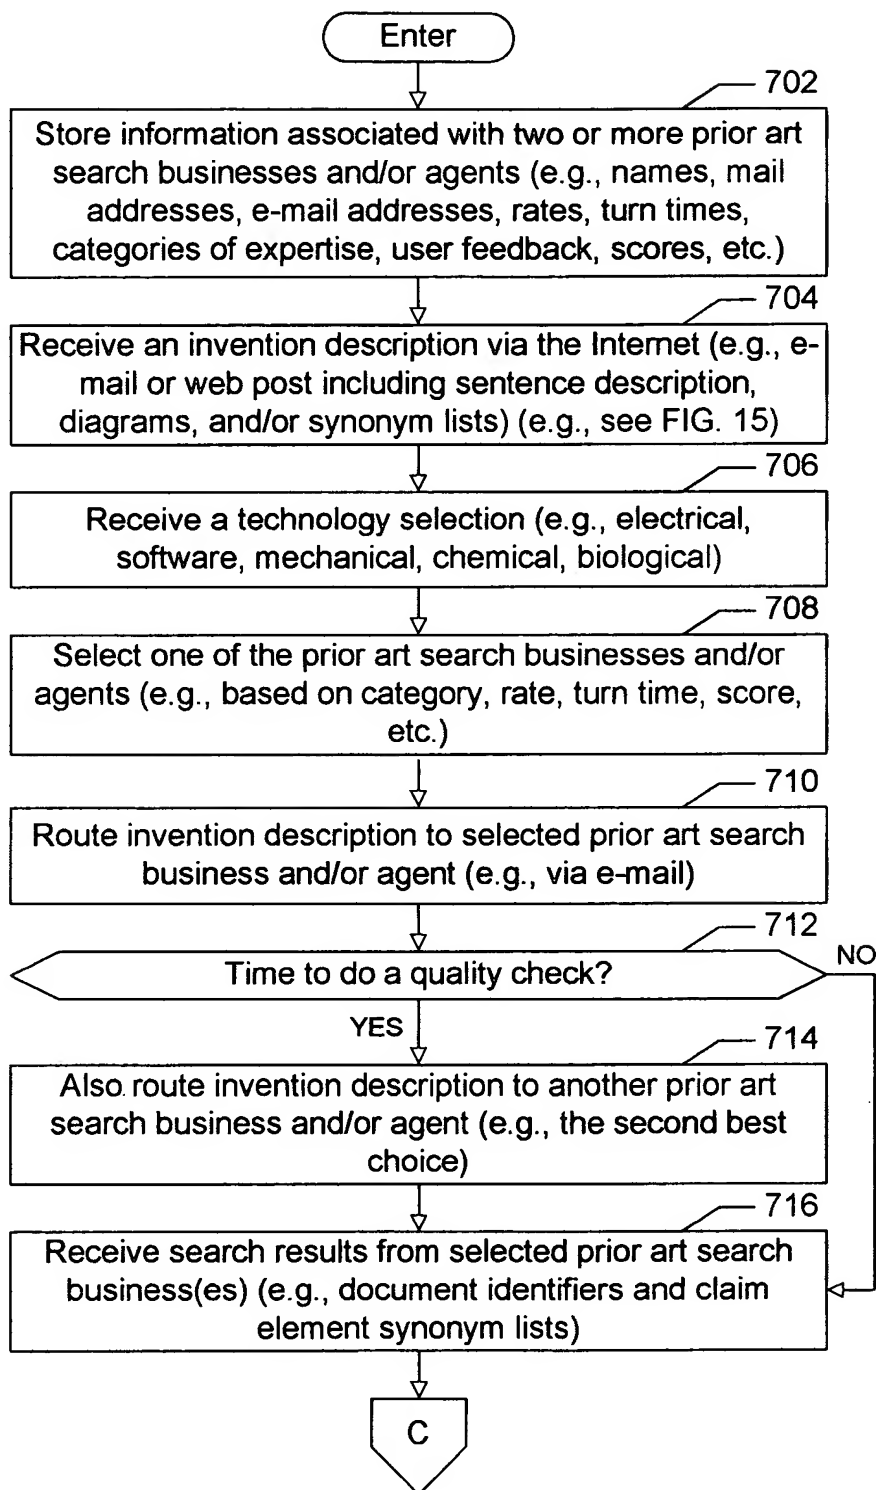 Enter
702
Store information associated with two or more prior art
search businesses and/or agents (e.g., names, mail
addresses, e-mail addresses, rates, turn times,
categories of expertise, user feedback, scores, etc.)
704
Receive an invention description via the Internet (e.g., e-
mail or web post including sentence description,
diagrams, and/or synonym lists) (e.g., see FIG. 15)
706
Receive a technology selection (e.g., electrical,
software, mechanical, chemical, biological)
708
Select one of the prior art search businesses and/or
agents (e.g., based on category, rate, turn time, score,
etc.)
710
Route invention description to selected prior art search
business and/or agent (e.g., via e-mail)
712
Time to do a quality check?
NO
YES
714
Also route invention description to another prior art
search business and/or agent (e.g., the second best
choice)
716
Receive search results from selected prior art search
business(es) (e.g., document identifiers and claim
element synonym lists)
C